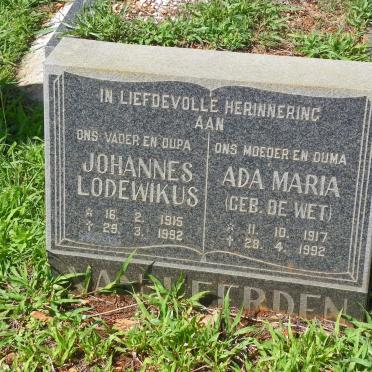 IN LIEFDEVOLLE HERINNERING
AAN
ONS VADER EN OUPA
JOHANNES
LODEWIKUS
* 16. 2. 1915
† 29. 3. 1992
ONS MOEDER EN OUMA
ADA MARIA
(GEB. DE WET)
* 11. 10. 1917
† 28. 4. 1992